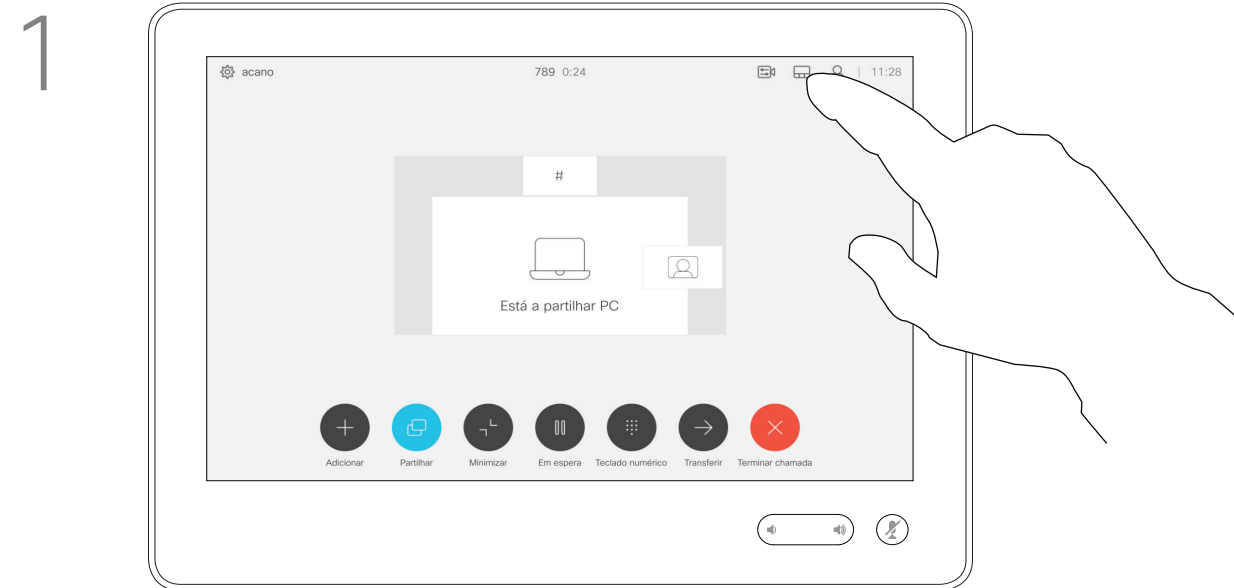 1
acano 789 0:24 | 11:28
#
Está a partilhar PC
Adicionar Partilhar Minimizar Em espera Teclado numérico Transferir Terminar chamada